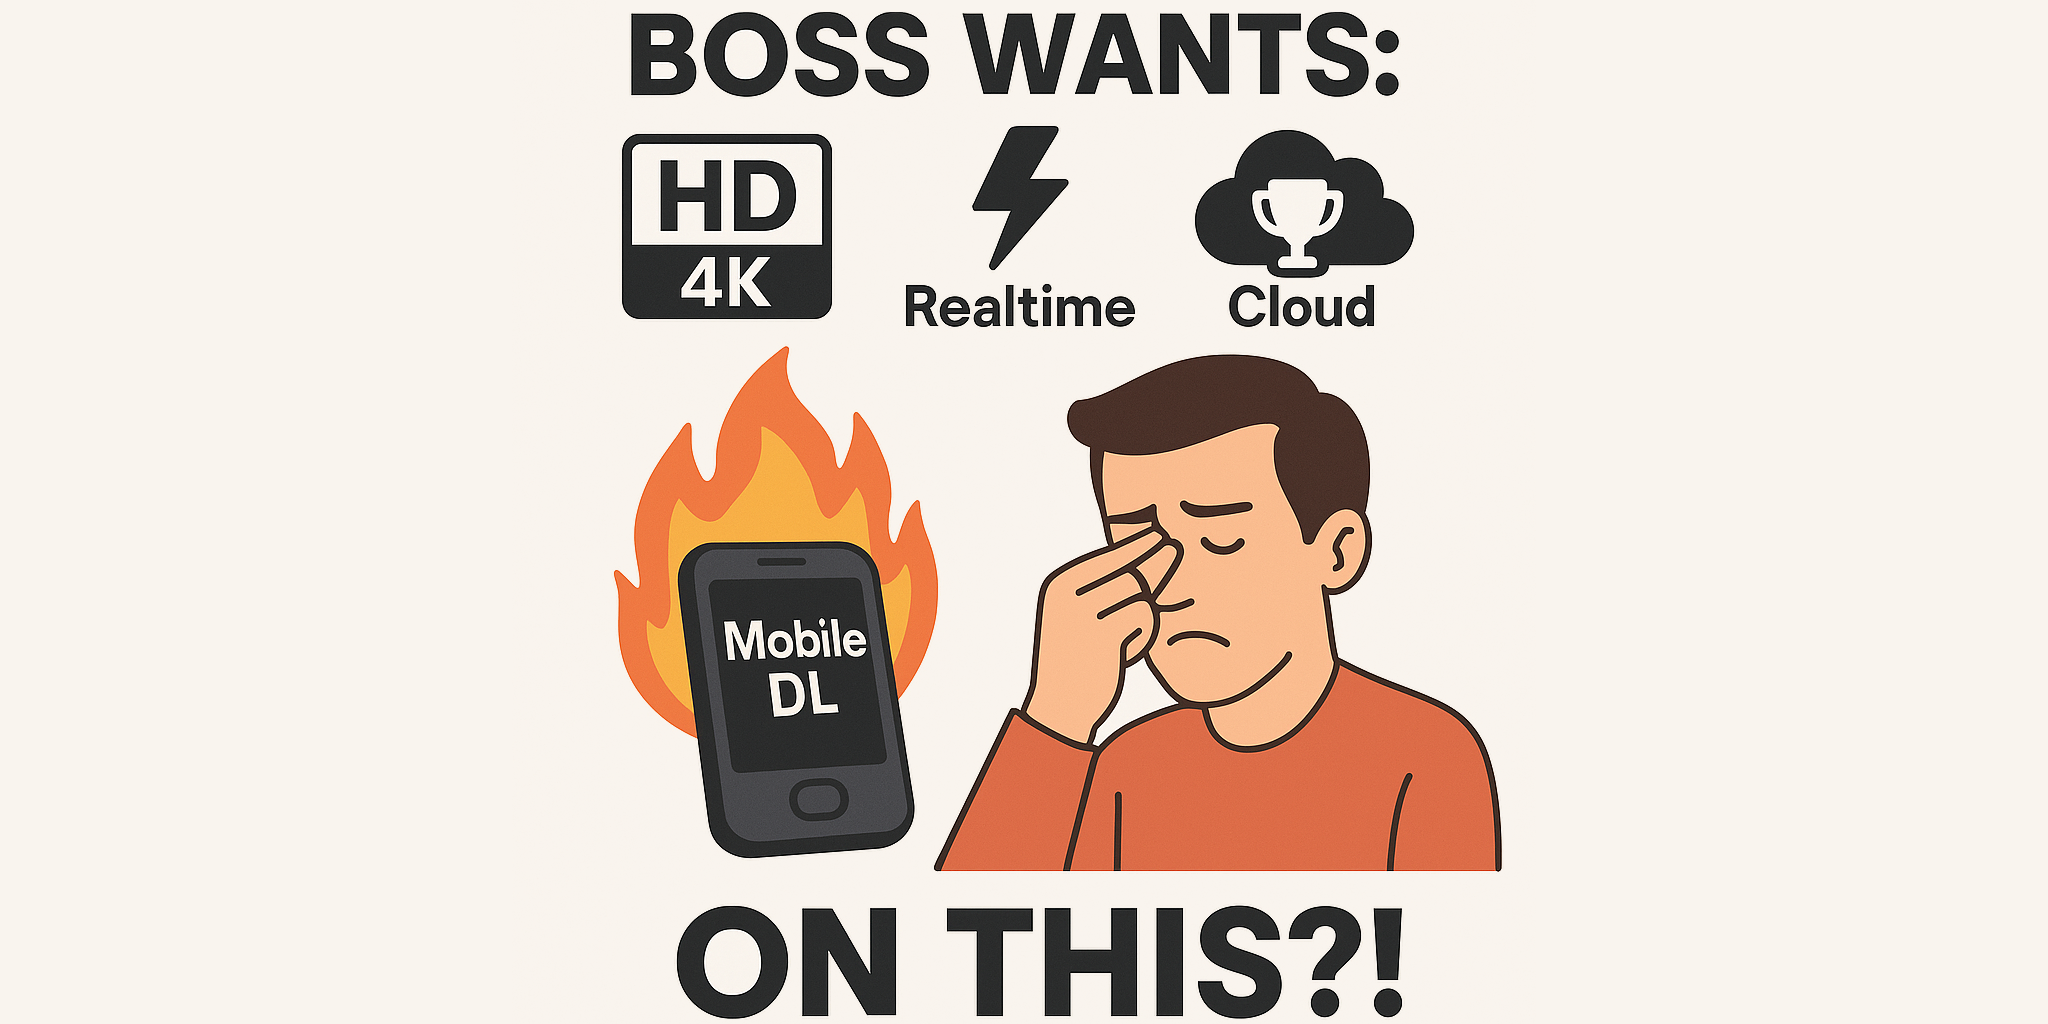 BOSS WANTS:
HD
4K
Realtime
Cloud
Mobile
DL
ON THIS?!